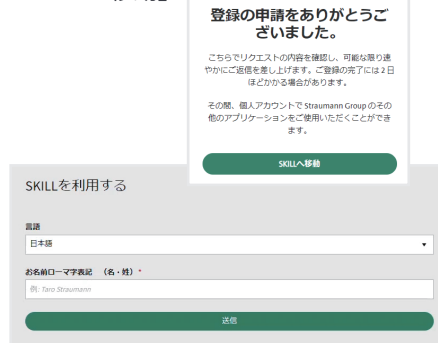 登録の申請をありがとうご
ざいました。
こちらでリクエストの内容を確認し、可能な限り速
やかにご返信を差し上げます。ご登録の完了には2日
ほどかかる場合があります。
その間、個人アカウントで Straumann Group のその
他のアプリケーションをご使用いただくことができ
ます。
SKILLへ移動
SKILLを利用する
言語
日本語
お名前ローマ字表記 （名・姓） *
例: Taro Straumann
送信